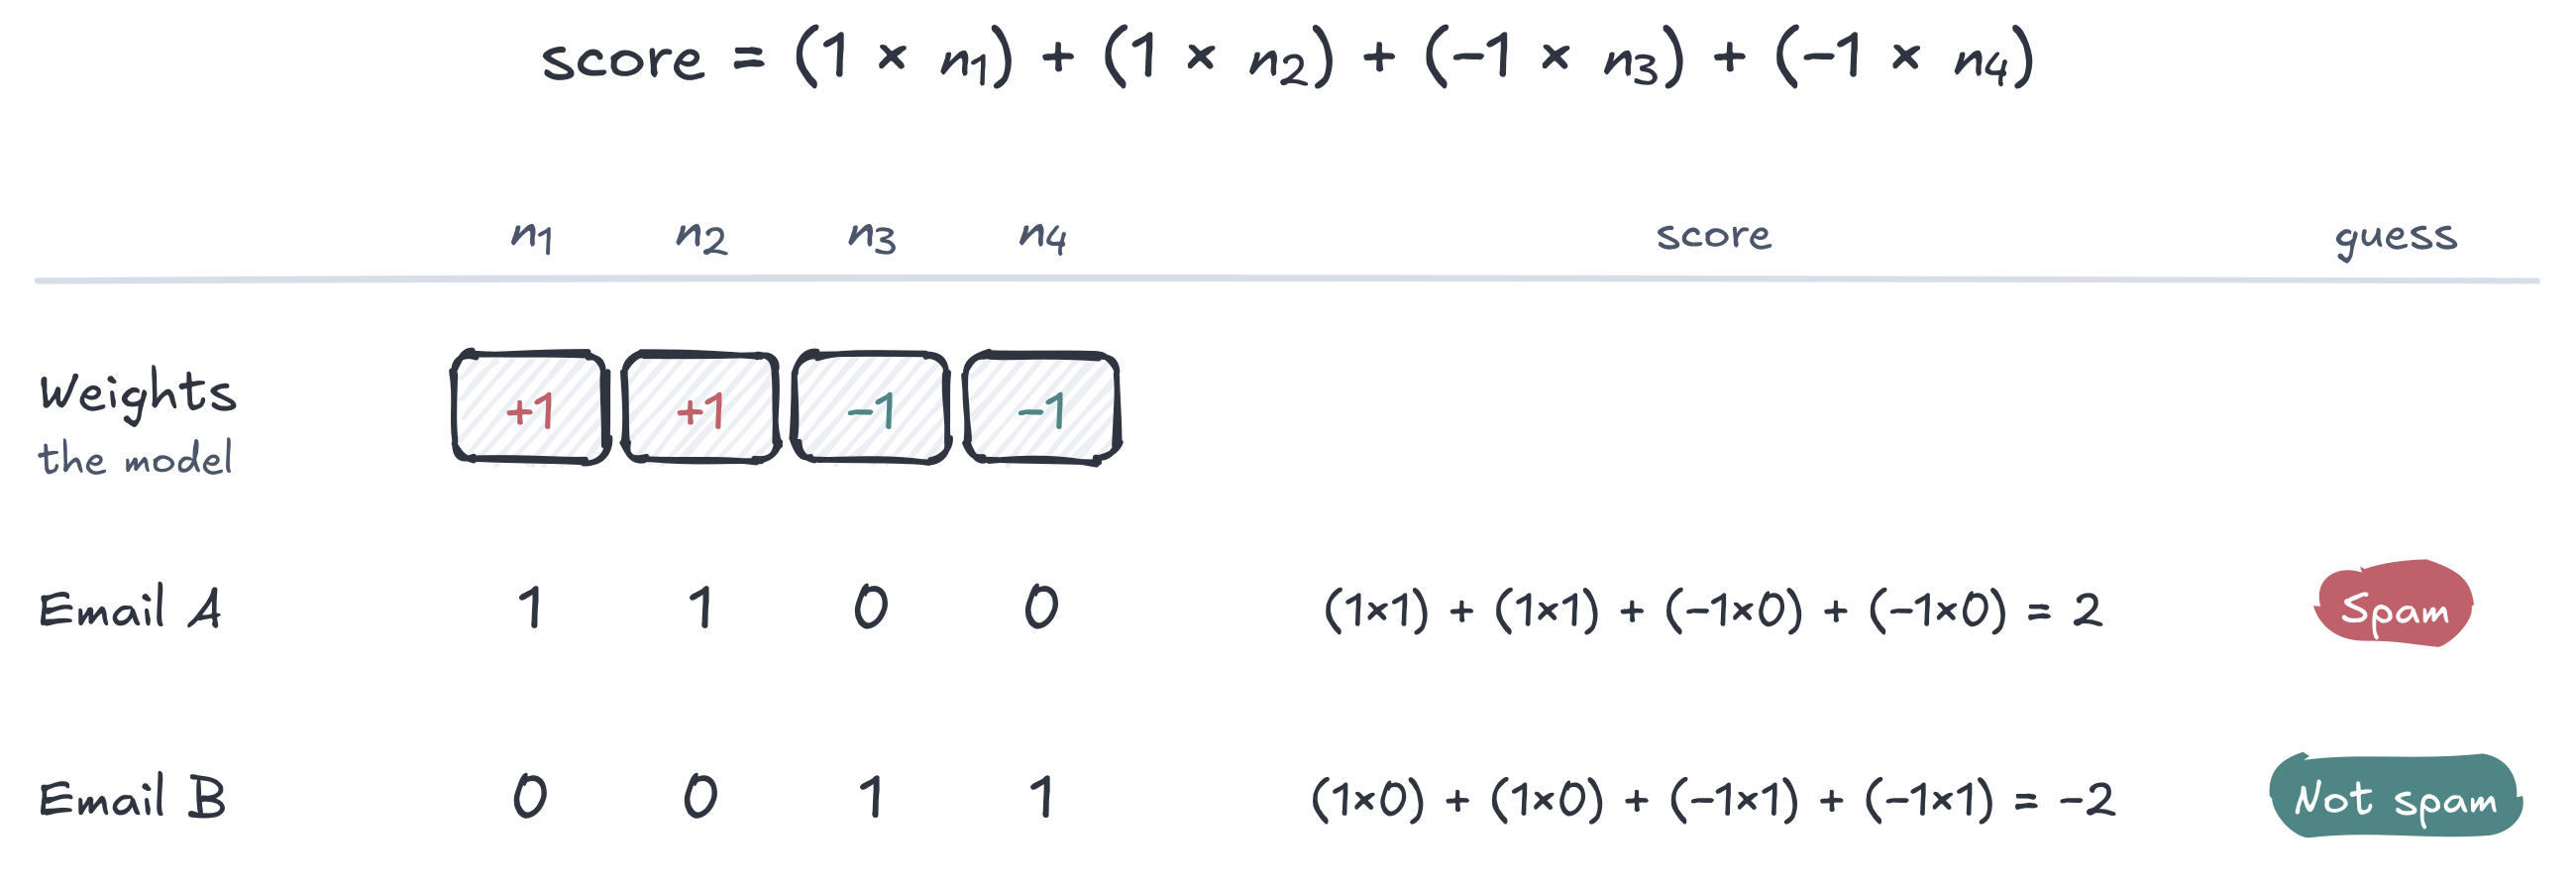 score = (1 × n1) + (1 × n2) + (−1 × n3) + (−1 × n4)
n1 n2 n3 n4 score guess
Weights +1 +1 −1 −1
the model
Email A 1 1 0 0 (1×1) + (1×1) + (−1×0) + (−1×0) = 2 Spam
Email B 0 0 1 1 (1×0) + (1×0) + (−1×1) + (−1×1) = −2 Not spam